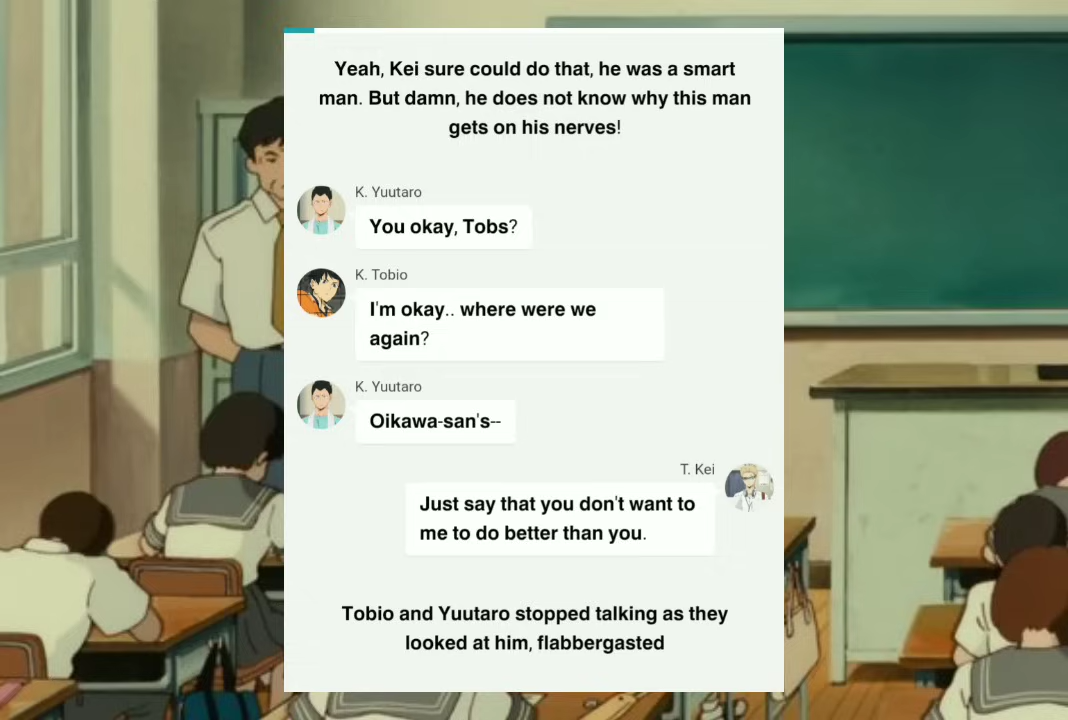 Yeah, Kei sure could do that, he was a smart
man. But damn, he does not know why this man
gets on his nerves!
K. Yuutaro
You okay, Tobs?
K. Tobio
I'm okay.. where were we
again?
K. Yuutaro
Oikawa-san's--
T. Kei
Just say that you don't want to
me to do better than you.
Tobio and Yuutaro stopped talking as they
looked at him, flabbergasted